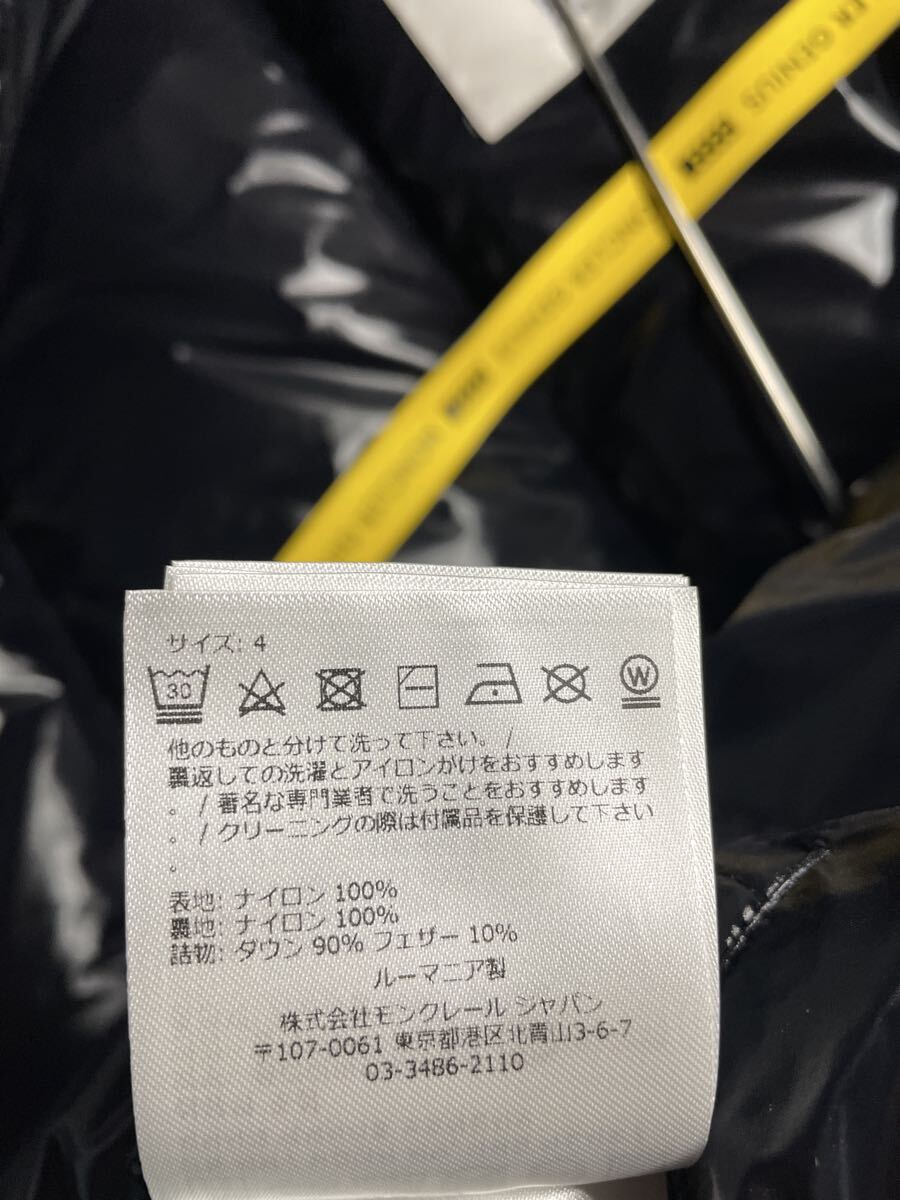 ER GENIUS
MONCLER GENIUS
サイズ: 4
30
W
他のものと分けて洗って下さい。/
裏返しての洗濯とアイロンがけをおすすめします
。/ 著名な専門業者で洗うことをおすすめします
。/ クリーニングの際は付属品を保護して下さい
。
表地: ナイロン 100%
裏地: ナイロン 100%
詰物: ダウン 90% フェザー 10%
ルーマニア製
株式会社モンクレール ジャパン
〒107-0061 東京都港区北青山3-6-7
03-3486-2110